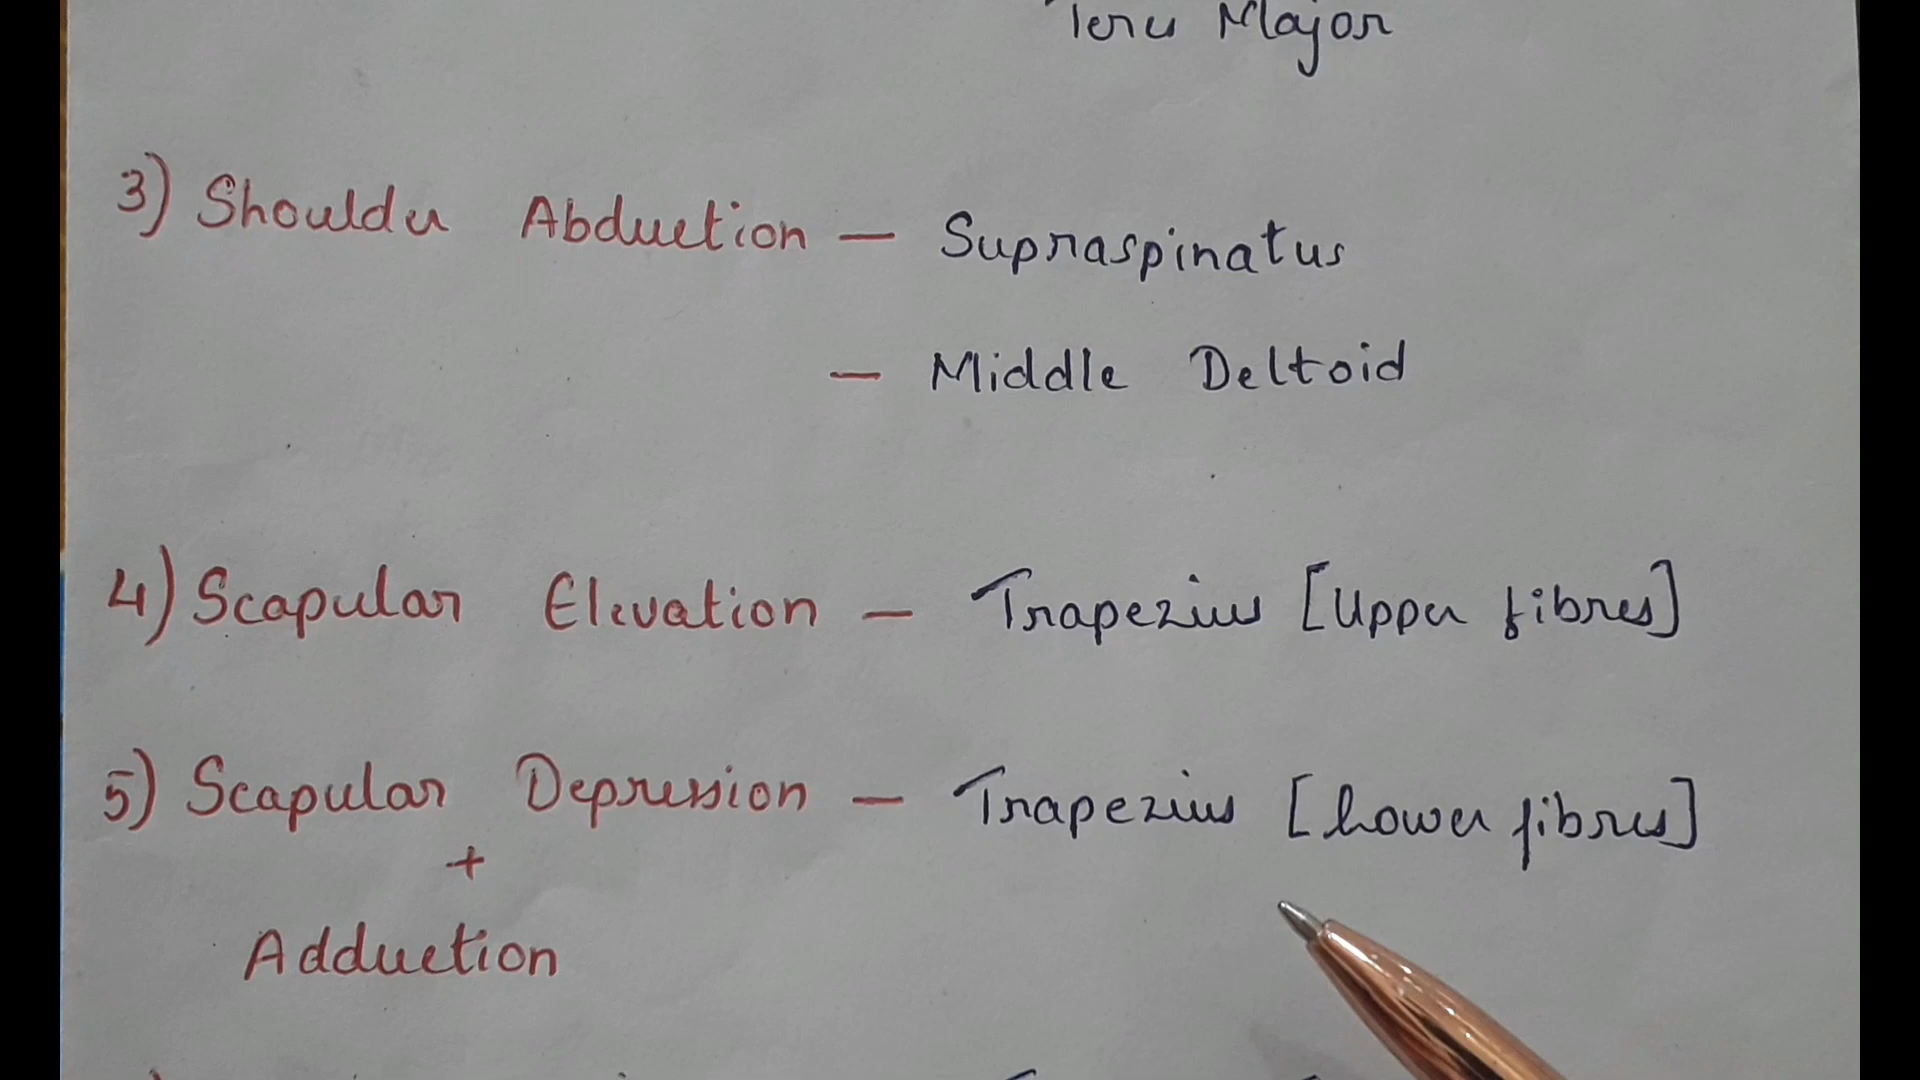 Teres Major
3) Shoulder Abduction — Supraspinatus
— Middle Deltoid
4) Scapular Elevation — Trapezius [Upper fibres]
5) Scapular Depression — Trapezius [Lower fibres]
+
Adduction